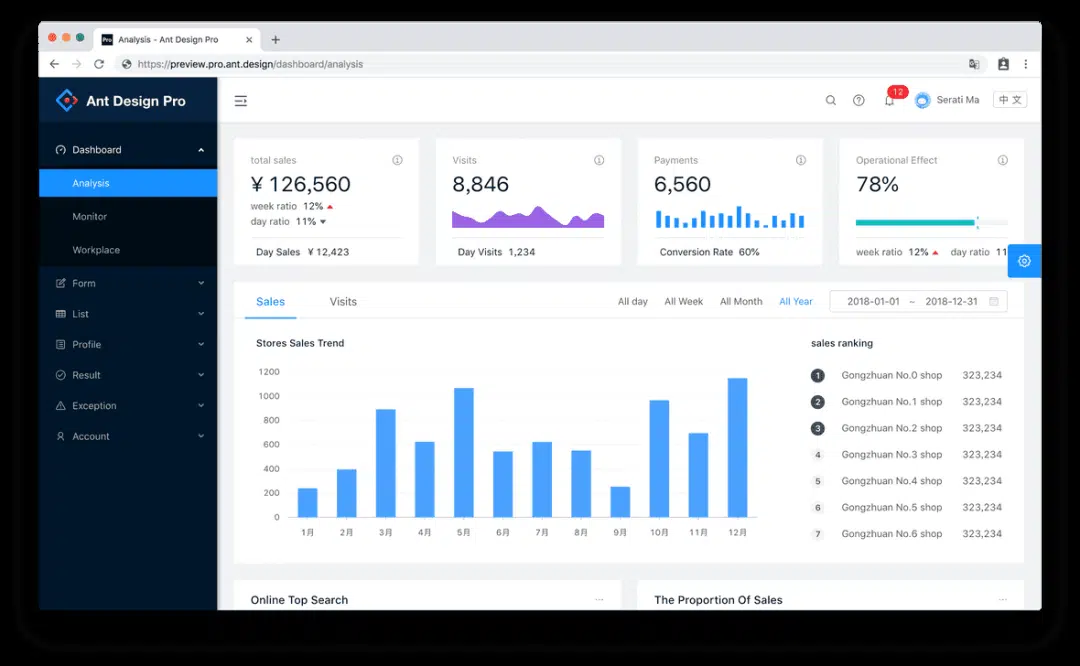 Pro Analysis - Ant Design Pro
https://preview.pro.ant.design/dashboard/analysis
Ant Design Pro
12
Serati Ma
中 文
Dashboard
Analysis
Monitor
Workplace
Form
List
Profile
Result
Exception
Account
total sales
¥ 126,560
week ratio 12%
day ratio 11%
Day Sales ¥ 12,423
Visits
8,846
Day Visits 1,234
Payments
6,560
Conversion Rate 60%
Operational Effect
78%
week ratio 12% day ratio 11
Sales Visits All day All Week All Month All Year 2018-01-01 ~ 2018-12-31
Stores Sales Trend
1200
1000
800
600
400
200
0
1月 2月 3月 4月 5月 6月 7月 8月 9月 10月 11月 12月
sales ranking
1 Gongzhuan No.0 shop 323,234
2 Gongzhuan No.1 shop 323,234
3 Gongzhuan No.2 shop 323,234
4 Gongzhuan No.3 shop 323,234
5 Gongzhuan No.4 shop 323,234
6 Gongzhuan No.5 shop 323,234
7 Gongzhuan No.6 shop 323,234
Online Top Search
The Proportion Of Sales